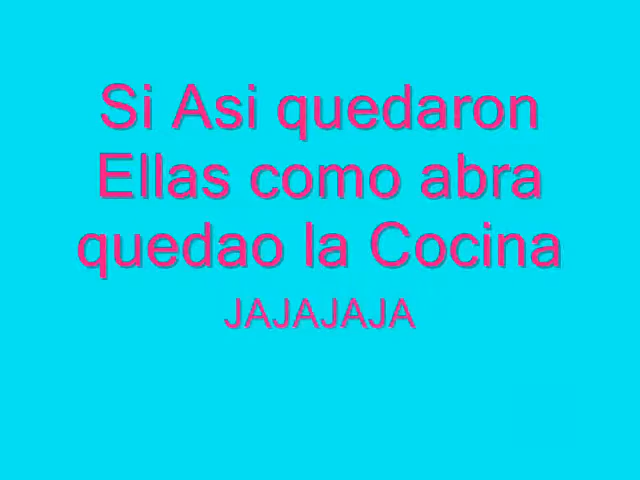 Si Asi quedaron
Ellas como abra
quedao la Cocina
JAJAJAJA